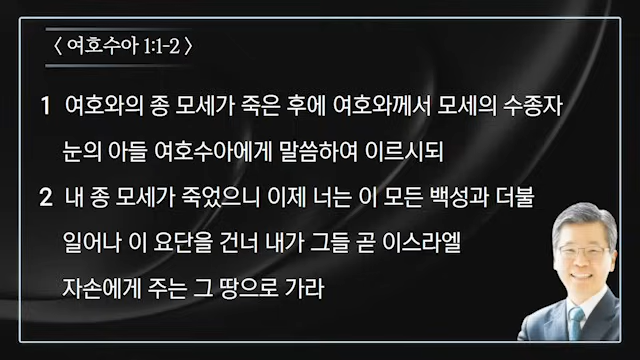 < 여호수아 1:1-2 >
1 여호와의 종 모세가 죽은 후에 여호와께서 모세의 수종자
눈의 아들 여호수아에게 말씀하여 이르시되
2 내 종 모세가 죽었으니 이제 너는 이 모든 백성과 더불
일어나 이 요단을 건너 내가 그들 곧 이스라엘
자손에게 주는 그 땅으로 가라